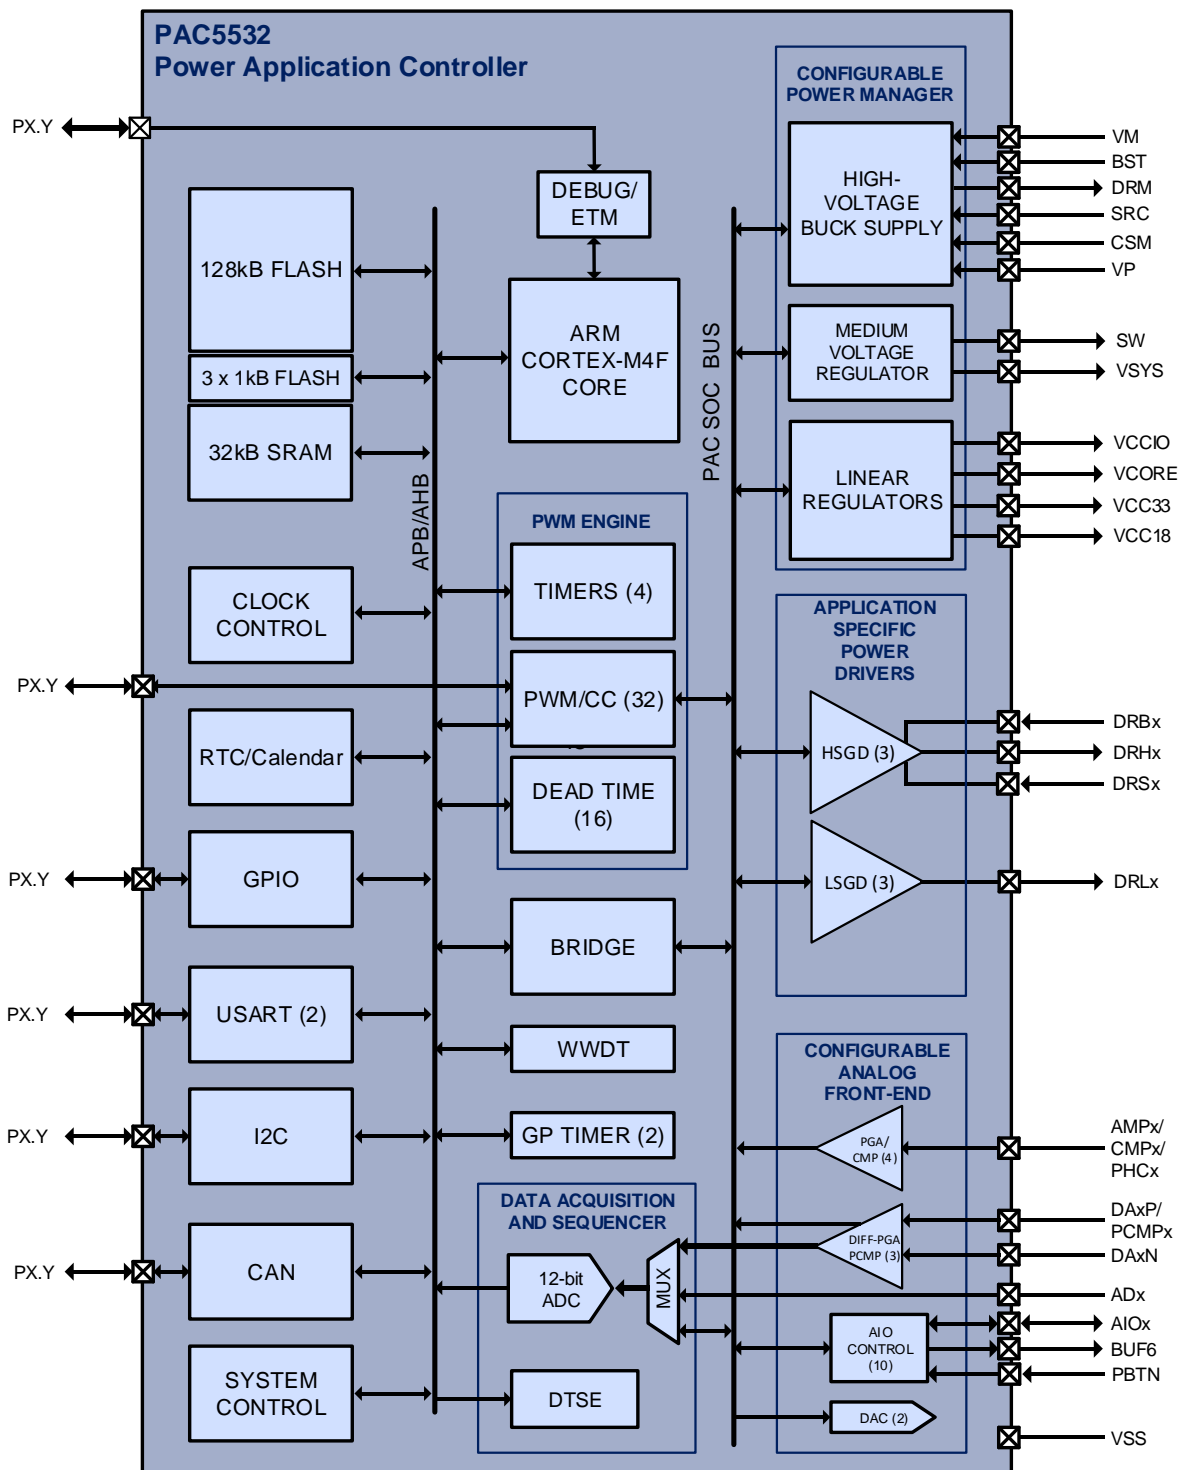 PAC5532
Power Application Controller
PX.Y
DEBUG/
ETM
128kB FLASH
3 x 1kB FLASH
32kB SRAM
ARM
CORTEX-M4F
CORE
APB/AHB
PAC SOC BUS
CONFIGURABLE
POWER MANAGER
HIGH-
VOLTAGE
BUCK SUPPLY
VM
BST
DRM
SRC
CSM
VP
MEDIUM
VOLTAGE
REGULATOR
SW
VSYS
LINEAR
REGULATORS
VCCIO
VCORE
VCC33
VCC18
PWM ENGINE
TIMERS (4)
PWM/CC (32)
DEAD TIME
(16)
CLOCK
CONTROL
PX.Y
RTC/Calendar
PX.Y
GPIO
PX.Y
USART (2)
PX.Y
I2C
PX.Y
CAN
SYSTEM
CONTROL
BRIDGE
WWDT
GP TIMER (2)
DATA ACQUISITION
AND SEQUENCER
12-bit
ADC
MUX
DTSE
APPLICATION
SPECIFIC
POWER
DRIVERS
HSGD (3)
DRBx
DRHx
DRSx
LSGD (3)
DRLx
CONFIGURABLE
ANALOG
FRONT-END
PGA/
CMP (4)
AMPx/
CMPx/
PHCx
DIFF-PGA
PCMP (3)
DAxP/
PCMPx
DAxN
ADx
AIO
CONTROL
(10)
AIOx
BUF6
PBTN
DAC (2)
VSS